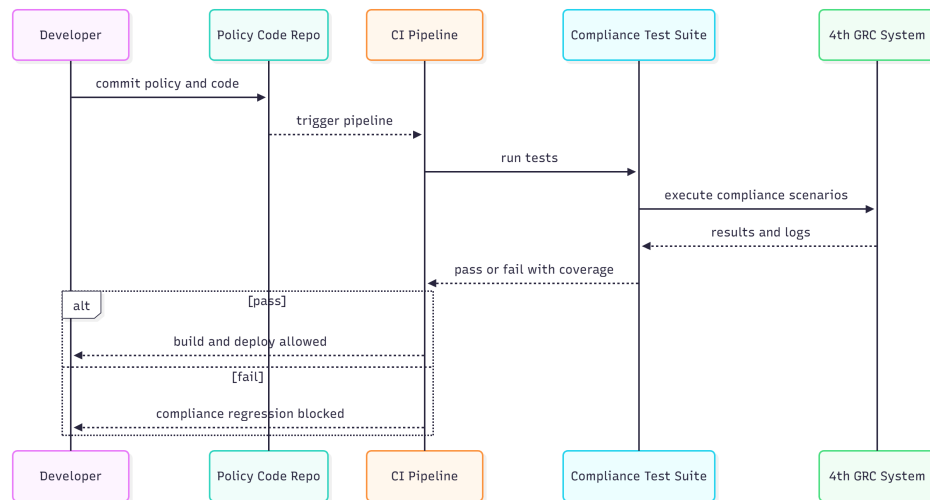 Developer
Policy Code Repo
CI Pipeline
Compliance Test Suite
4th GRC System
commit policy and code
trigger pipeline
run tests
execute compliance scenarios
results and logs
pass or fail with coverage
alt
[pass]
build and deploy allowed
[fail]
compliance regression blocked
Developer
Policy Code Repo
CI Pipeline
Compliance Test Suite
4th GRC System